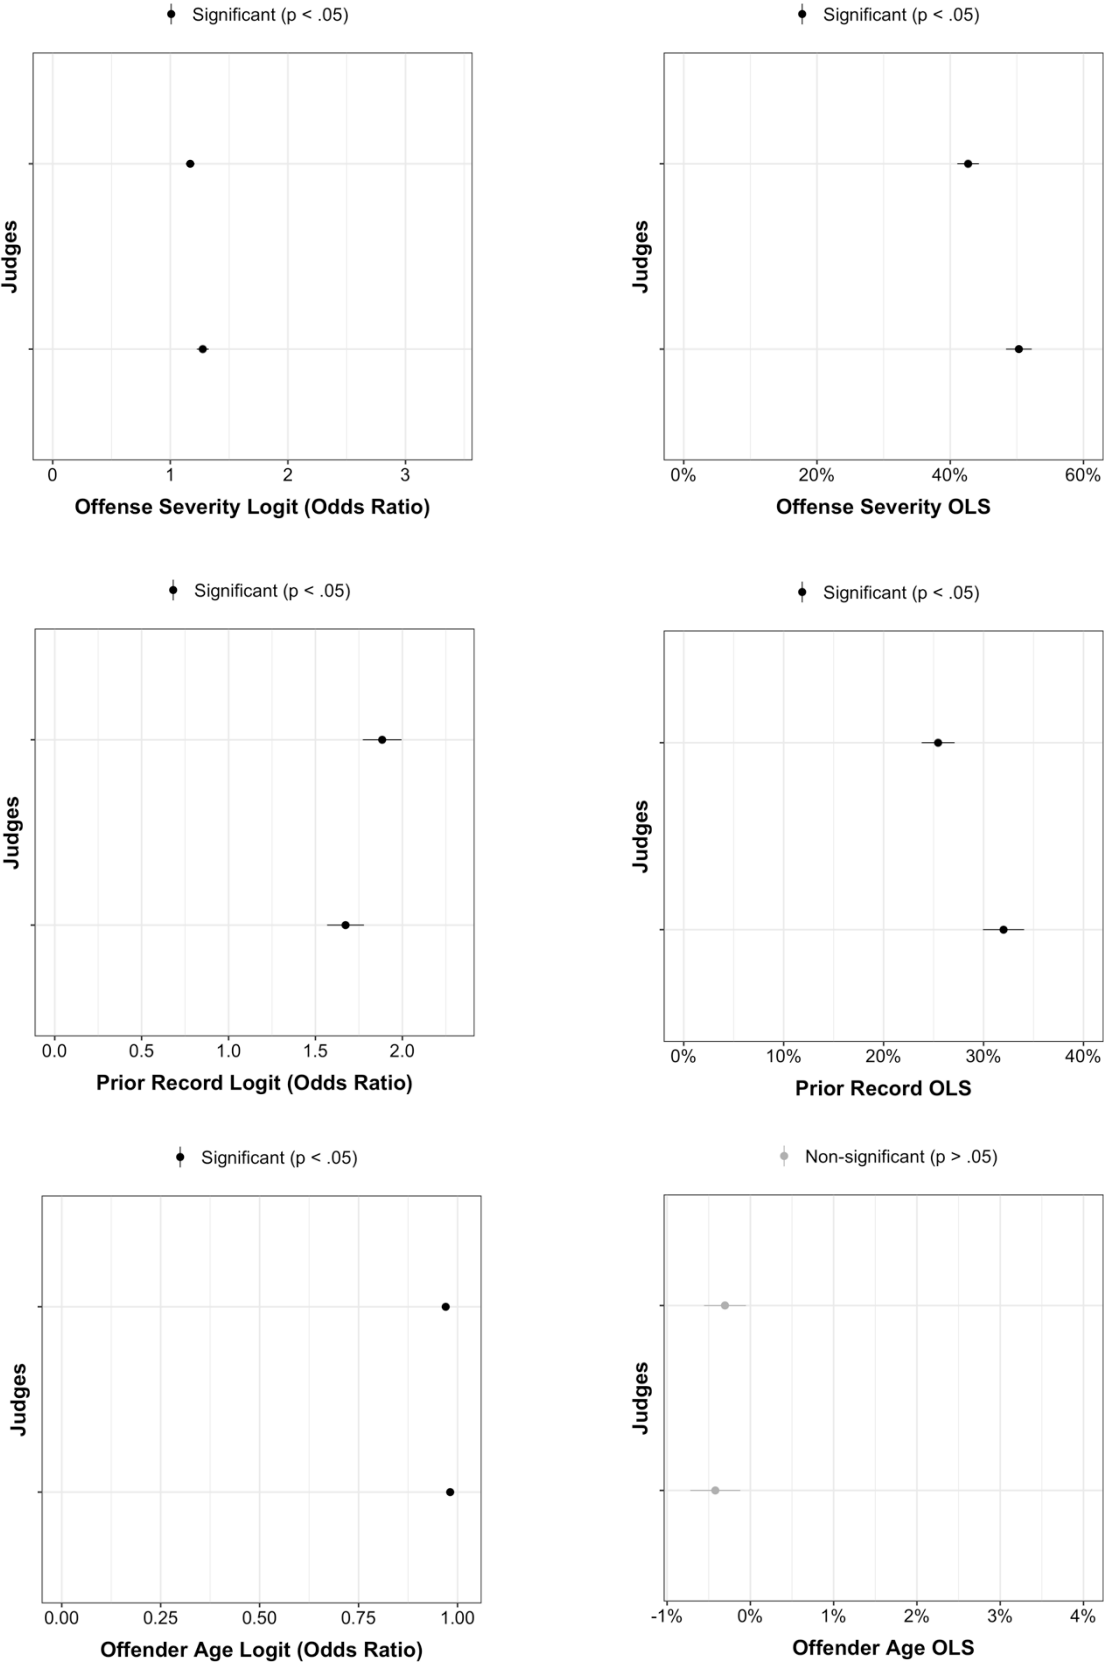 Significant (p < .05)
Judges
0 1 2 3
Offense Severity Logit (Odds Ratio)
Significant (p < .05)
Judges
0% 20% 40% 60%
Offense Severity OLS
Significant (p < .05)
Judges
0.0 0.5 1.0 1.5 2.0
Prior Record Logit (Odds Ratio)
Significant (p < .05)
Judges
0% 10% 20% 30% 40%
Prior Record OLS
Significant (p < .05)
Judges
0.00 0.25 0.50 0.75 1.00
Offender Age Logit (Odds Ratio)
Non-significant (p > .05)
Judges
-1% 0% 1% 2% 3% 4%
Offender Age OLS